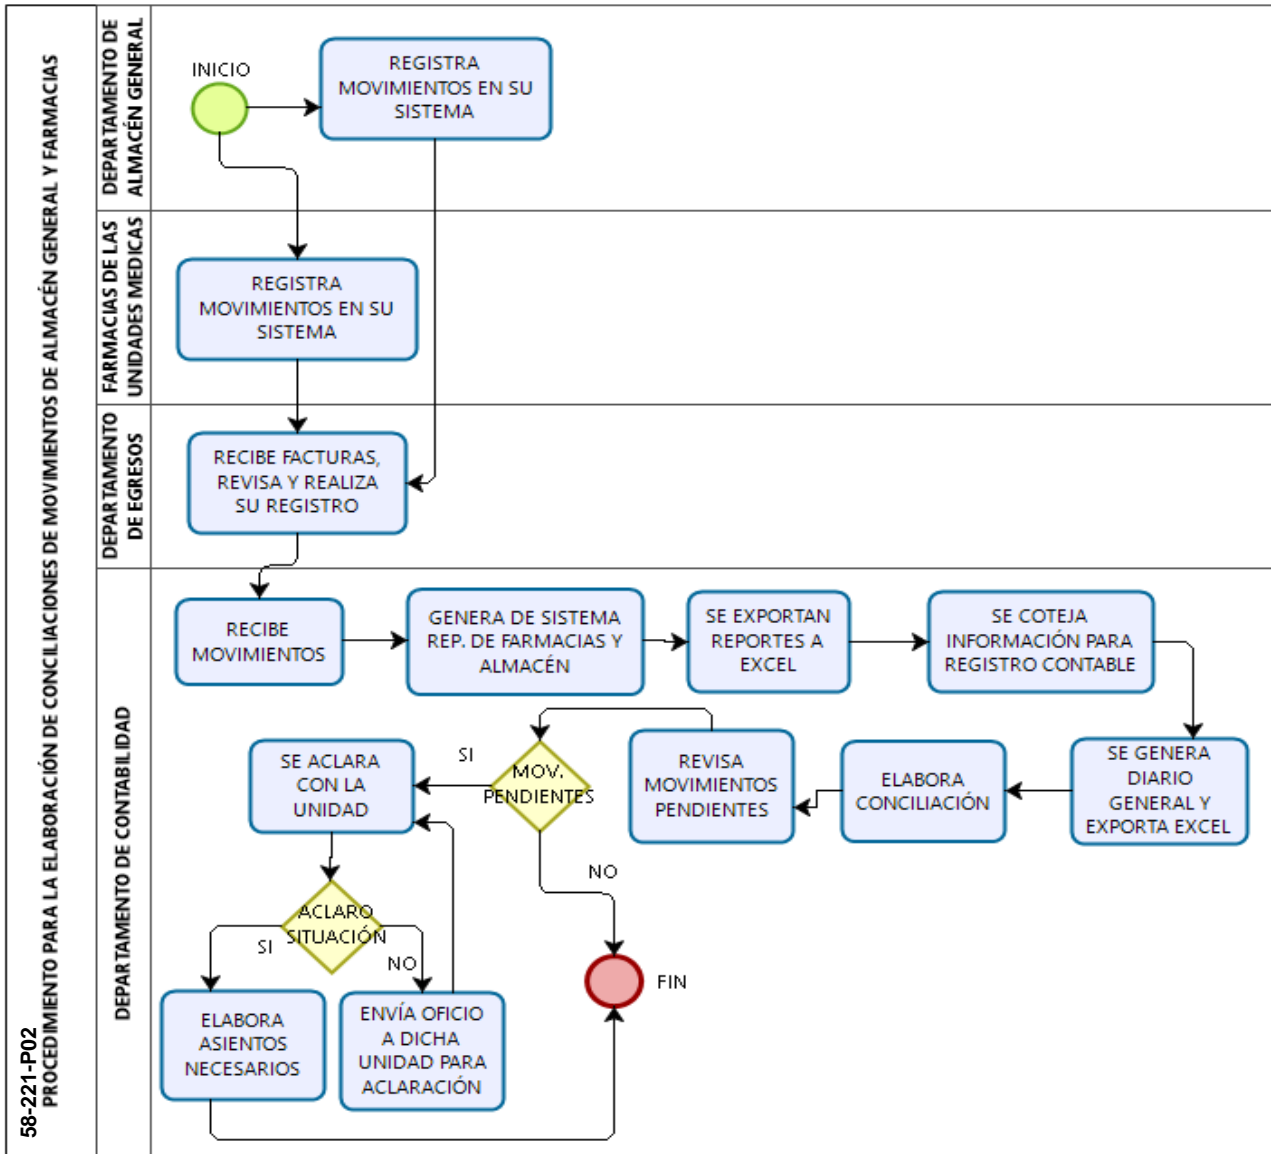 58-221-P02
PROCEDIMIENTO PARA LA ELABORACIÓN DE CONCILIACIONES DE MOVIMIENTOS DE ALMACÉN GENERAL Y FARMACIAS
DEPARTAMENTO DE
ALMACÉN GENERAL
INICIO
REGISTRA
MOVIMIENTOS EN SU
SISTEMA
FARMACIAS DE LAS
UNIDADES MEDICAS
REGISTRA
MOVIMIENTOS EN SU
SISTEMA
DEPARTAMENTO
DE EGRESOS
RECIBE FACTURAS,
REVISA Y REALIZA
SU REGISTRO
DEPARTAMENTO DE CONTABILIDAD
RECIBE
MOVIMIENTOS
GENERA DE SISTEMA
REP. DE FARMACIAS Y
ALMACÉN
SE EXPORTAN
REPORTES A
EXCEL
SE COTEJA
INFORMACIÓN PARA
REGISTRO CONTABLE
SE GENERA
DIARIO
GENERAL Y
EXPORTA EXCEL
ELABORA
CONCILIACIÓN
REVISA
MOVIMIENTOS
PENDIENTES
MOV.
PENDIENTES
SI
NO
SE ACLARA
CON LA
UNIDAD
ACLARO
SITUACIÓN
SI
NO
ELABORA
ASIENTOS
NECESARIOS
ENVÍA OFICIO
A DICHA
UNIDAD PARA
ACLARACIÓN
FIN